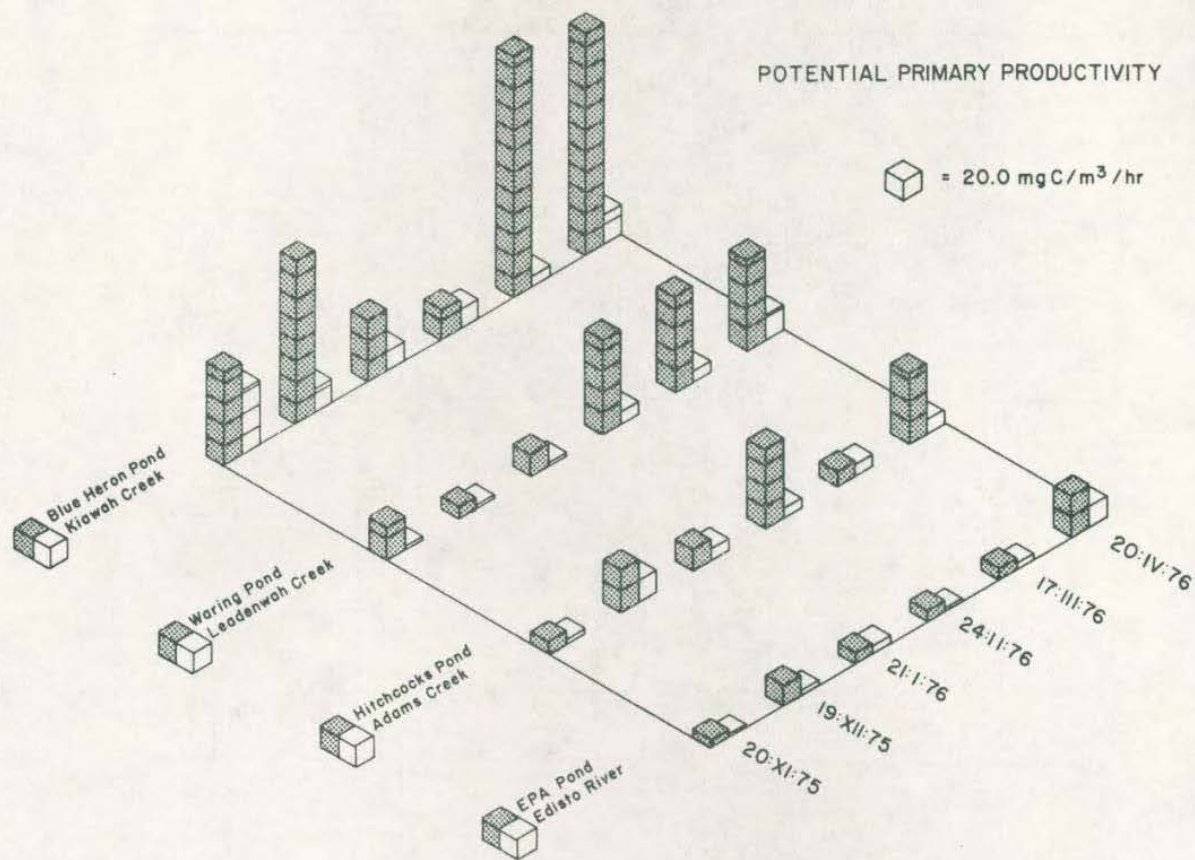 POTENTIAL PRIMARY PRODUCTIVITY
= 20.0 mg C/m³/hr
Blue Heron Pond
Kiawah Creek
Waring Pond
Leadenwah Creek
Hitchcocks Pond
Adams Creek
EPA Pond
Edisto River
20:IV:76
17:III:76
24:II:76
21:I:76
19:XII:75
20:XI:75